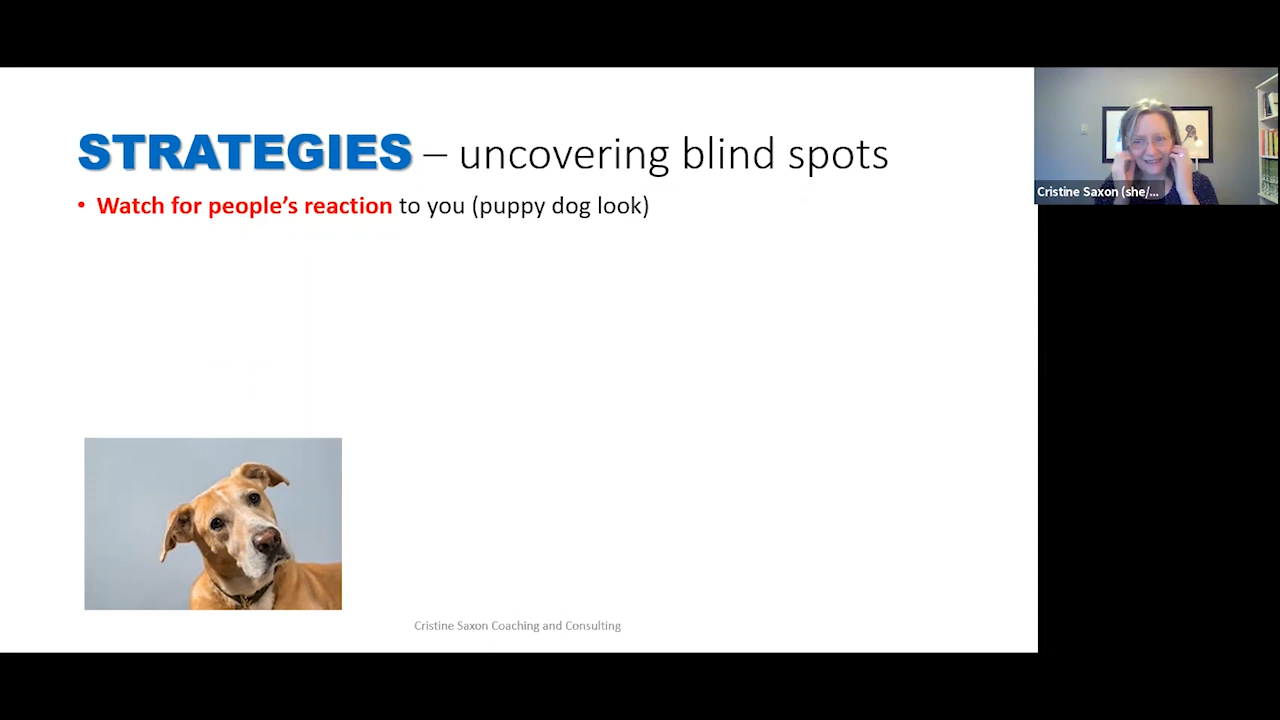 STRATEGIES – uncovering blind spots
• Watch for people’s reaction to you (puppy dog look)
Cristine Saxon (she/...
Cristine Saxon Coaching and Consulting